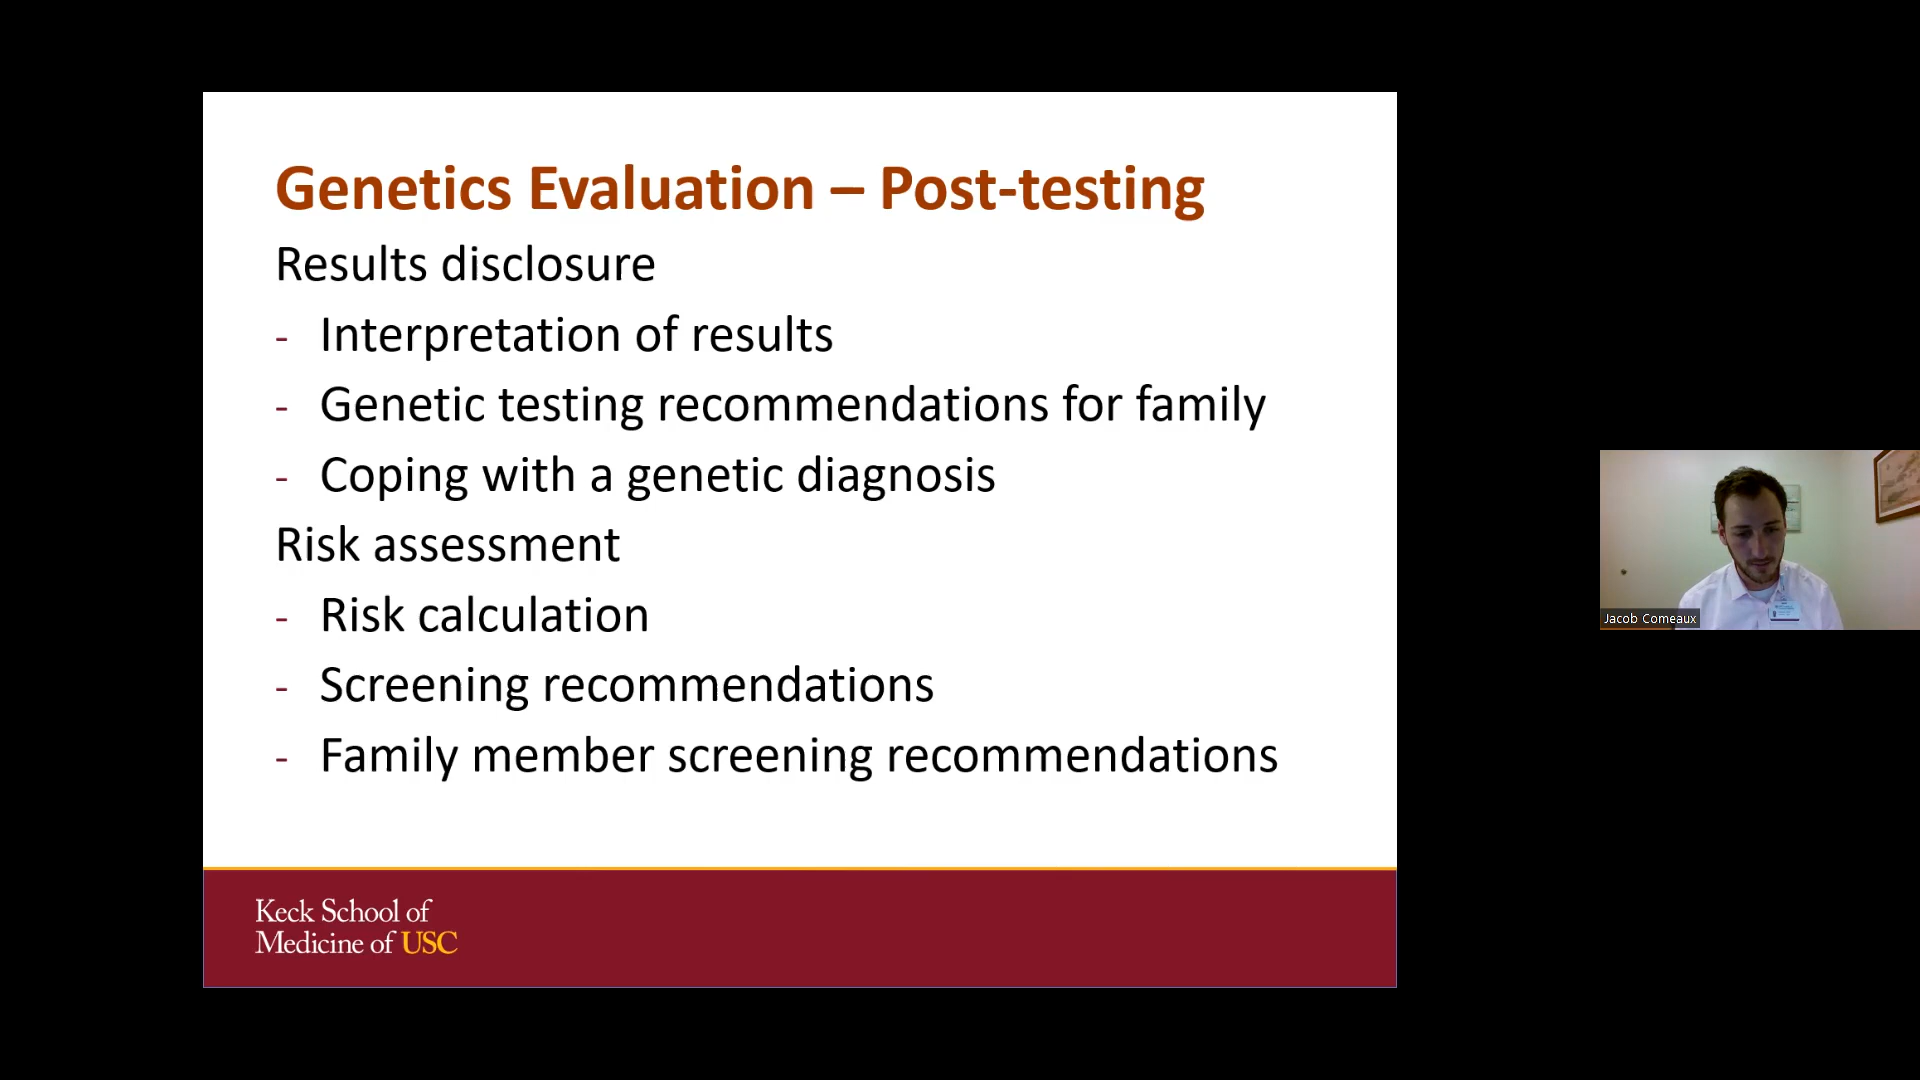 Genetics Evaluation – Post-testing
Results disclosure
- Interpretation of results
- Genetic testing recommendations for family
- Coping with a genetic diagnosis
Risk assessment
- Risk calculation
- Screening recommendations
- Family member screening recommendations
Keck School of
Medicine of USC
Jacob Comeaux